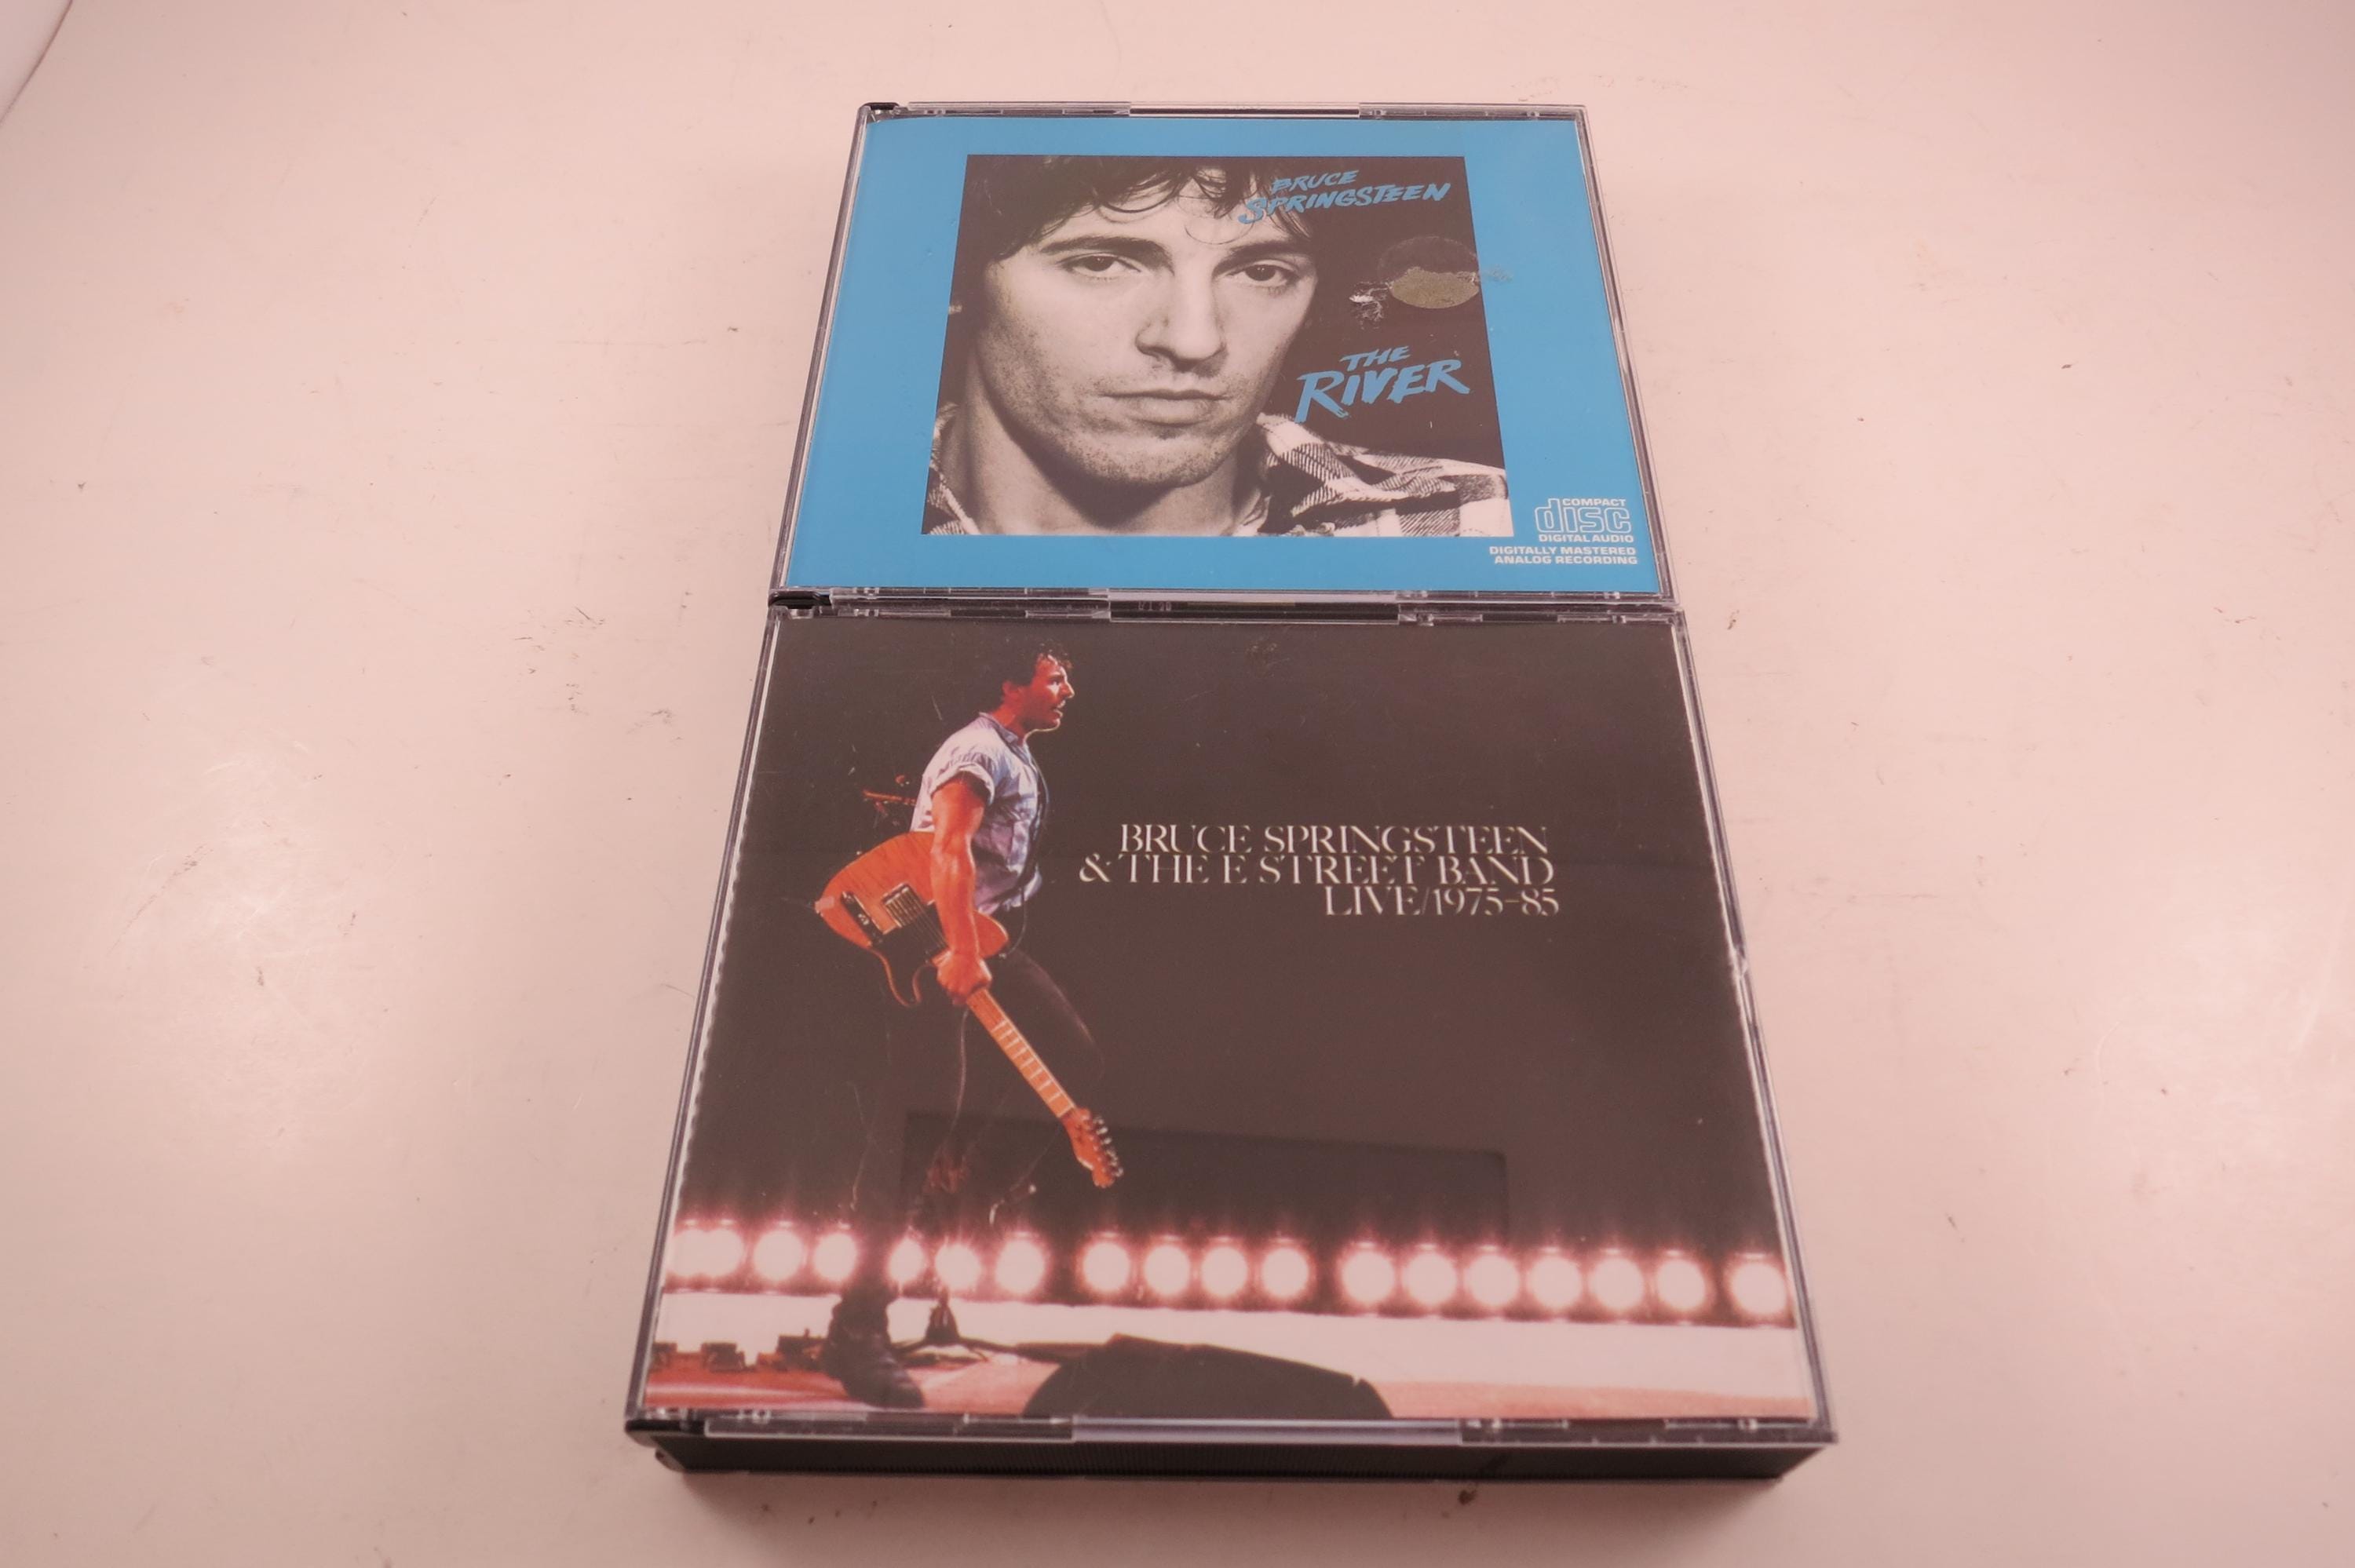 BRUCE
SPRINGSTEEN
THE
RIVER
COMPACT
disc
DIGITAL AUDIO
DIGITALLY MASTERED
ANALOG RECORDING
BRUCE SPRINGSTEEN
& THE E STREET BAND
LIVE/1975-85